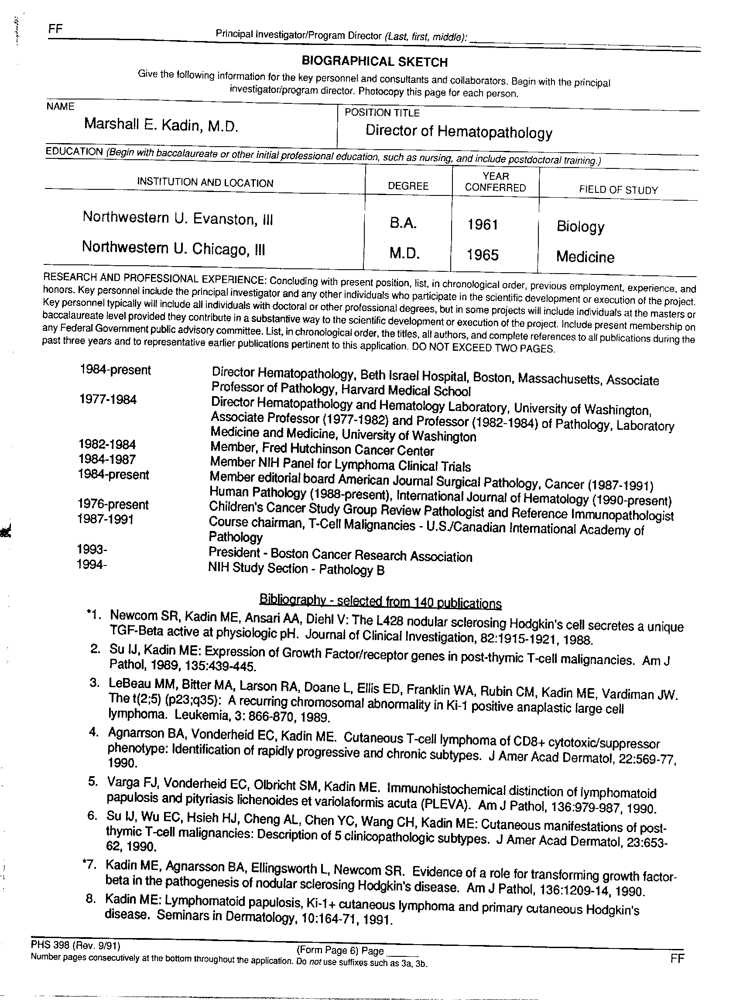 FF
Principal Investigator/Program Director (Last, first, middle):
BIOGRAPHICAL SKETCH
Give the following information for the key personnel and consultants and collaborators. Begin with the principal
investigator/program director. Photocopy this page for each person.
NAME
POSITION TITLE
Marshall E. Kadin, M.D.
Director of Hematopathology
EDUCATION (Begin with baccalaureate or other initial professional education, such as nursing, and include postdoctoral training.)
INSTITUTION AND LOCATION
DEGREE
YEAR
CONFERRED
FIELD OF STUDY
Northwestern U. Evanston, Ill
B.A.
1961
Biology
Northwestern U. Chicago, Ill
M.D.
1965
Medicine
RESEARCH AND PROFESSIONAL EXPERIENCE: Concluding with present position, list, in chronological order, previous employment, experience, and
honors. Key personnel include the principal investigator and any other individuals who participate in the scientific development or execution of the project.
Key personnel typically will include all individuals with doctoral or other professional degrees, but in some projects will include individuals at the masters or
baccalaureate level provided they contribute in a substantive way to the scientific development or execution of the project. Include present membership on
any Federal Government public advisory committee. List, in chronological order, the titles, all authors, and complete references to all publications during the
past three years and to representative earlier publications pertinent to this application. DO NOT EXCEED TWO PAGES.
1984-present Director Hematopathology, Beth Israel Hospital, Boston, Massachusetts, Associate
Professor of Pathology, Harvard Medical School
1977-1984 Director Hematopathology and Hematology Laboratory, University of Washington,
Associate Professor (1977-1982) and Professor (1982-1984) of Pathology, Laboratory
Medicine and Medicine, University of Washington
1982-1984 Member, Fred Hutchinson Cancer Center
1984-1987 Member NIH Panel for Lymphoma Clinical Trials
1984-present Member editorial board American Journal Surgical Pathology, Cancer (1987-1991)
Human Pathology (1988-present), International Journal of Hematology (1990-present)
1976-present Children's Cancer Study Group Review Pathologist and Reference Immunopathologist
1987-1991 Course chairman, T-Cell Malignancies - U.S./Canadian International Academy of
Pathology
1993- President - Boston Cancer Research Association
1994- NIH Study Section - Pathology B
Bibliography - selected from 140 publications
*1. Newcom SR, Kadin ME, Ansari AA, Diehl V: The L428 nodular sclerosing Hodgkin's cell secretes a unique
TGF-Beta active at physiologic pH. Journal of Clinical Investigation, 82:1915-1921, 1988.
2. Su IJ, Kadin ME: Expression of Growth Factor/receptor genes in post-thymic T-cell malignancies. Am J
Pathol, 1989, 135:439-445.
3. LeBeau MM, Bitter MA, Larson RA, Doane L, Ellis ED, Franklin WA, Rubin CM, Kadin ME, Vardiman JW.
The t(2;5) (p23;q35): A recurring chromosomal abnormality in Ki-1 positive anaplastic large cell
lymphoma. Leukemia, 3: 866-870, 1989.
4. Agnarrson BA, Vonderheid EC, Kadin ME. Cutaneous T-cell lymphoma of CD8+ cytotoxic/suppressor
phenotype: Identification of rapidly progressive and chronic subtypes. J Amer Acad Dermatol, 22:569-77,
1990.
5. Varga FJ, Vonderheid EC, Olbricht SM, Kadin ME. Immunohistochemical distinction of lymphomatoid
papulosis and pityriasis lichenoides et variolaformis acuta (PLEVA). Am J Pathol, 136:979-987, 1990.
6. Su IJ, Wu EC, Hsieh HJ, Cheng AL, Chen YC, Wang CH, Kadin ME: Cutaneous manifestations of post-
thymic T-cell malignancies: Description of 5 clinicopathologic subtypes. J Amer Acad Dermatol, 23:653-
62, 1990.
*7. Kadin ME, Agnarsson BA, Ellingsworth L, Newcom SR. Evidence of a role for transforming growth factor-
beta in the pathogenesis of nodular sclerosing Hodgkin's disease. Am J Pathol, 136:1209-14, 1990.
8. Kadin ME: Lymphomatoid papulosis, Ki-1+ cutaneous lymphoma and primary cutaneous Hodgkin's
disease. Seminars in Dermatology, 10:164-71, 1991.
PHS 398 (Rev. 9/91)
(Form Page 6) Page
FF
Number pages consecutively at the bottom throughout the application. Do not use suffixes such as 3a, 3b.